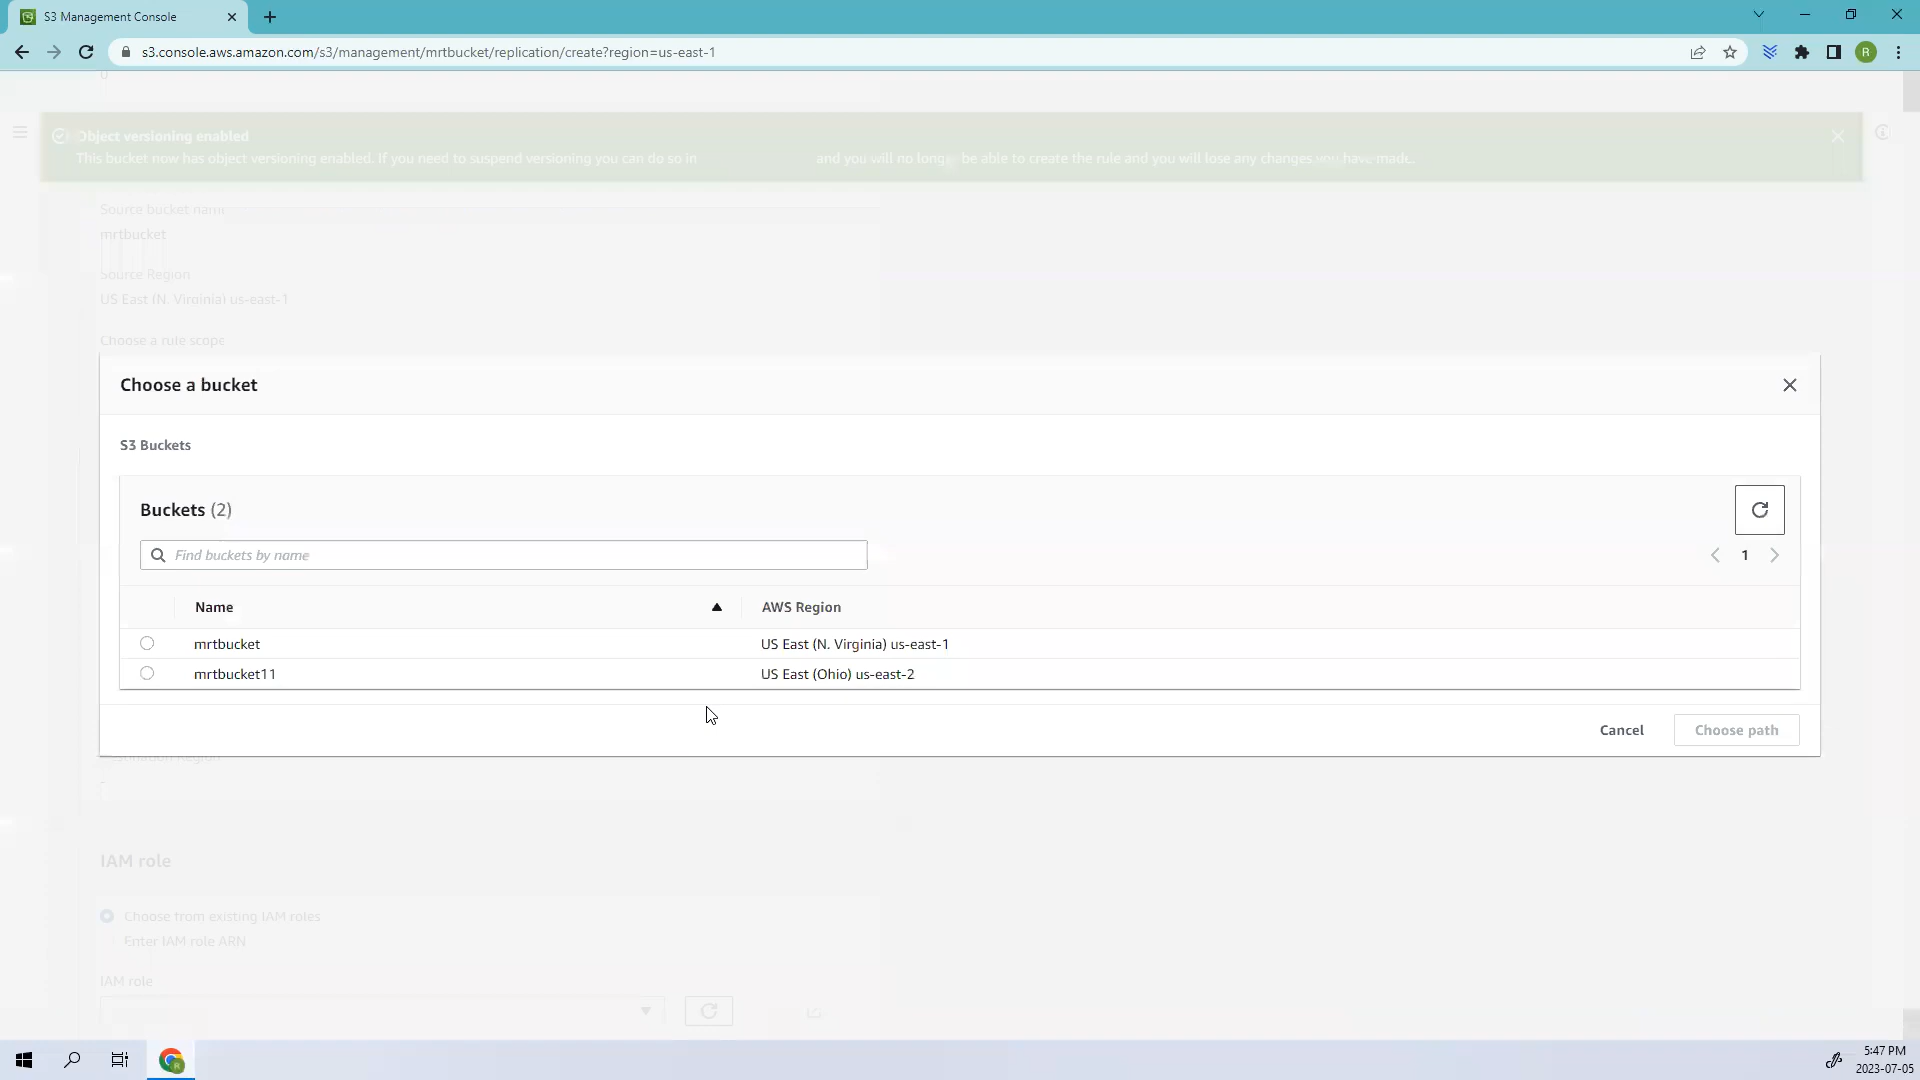 S3 Management Console
s3.console.aws.amazon.com/s3/management/mrtbucket/replication/create?region=us-east-1
R
Object versioning enabled
This bucket now has object versioning enabled. If you need to suspend versioning you can do so in and you will no longer be able to create the rule and you will lose any changes you have made.
Source bucket name
mrtbucket
Source Region
US East (N. Virginia) us-east-1
Choose a rule scope
Choose a bucket
S3 Buckets
Buckets (2)
Find buckets by name
1
Name AWS Region
mrtbucket US East (N. Virginia) us-east-1
mrtbucket11 US East (Ohio) us-east-2
Cancel Choose path
Region
IAM role
Choose from existing IAM roles
Enter IAM role ARN
IAM role
5:47 PM
2023-07-05